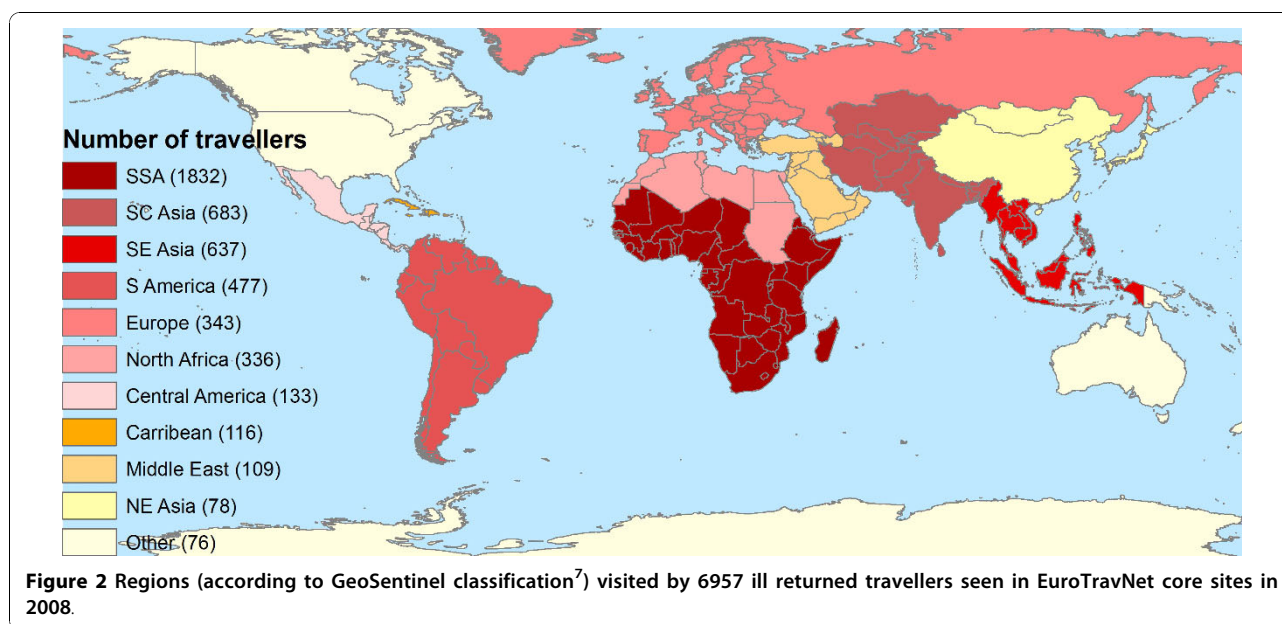 Number of travellers
SSA (1832)
SC Asia (683)
SE Asia (637)
S America (477)
Europe (343)
North Africa (336)
Central America (133)
Carribean (116)
Middle East (109)
NE Asia (78)
Other (76)
Figure 2 Regions (according to GeoSentinel classification7) visited by 6957 ill returned travellers seen in EuroTravNet core sites in
2008.